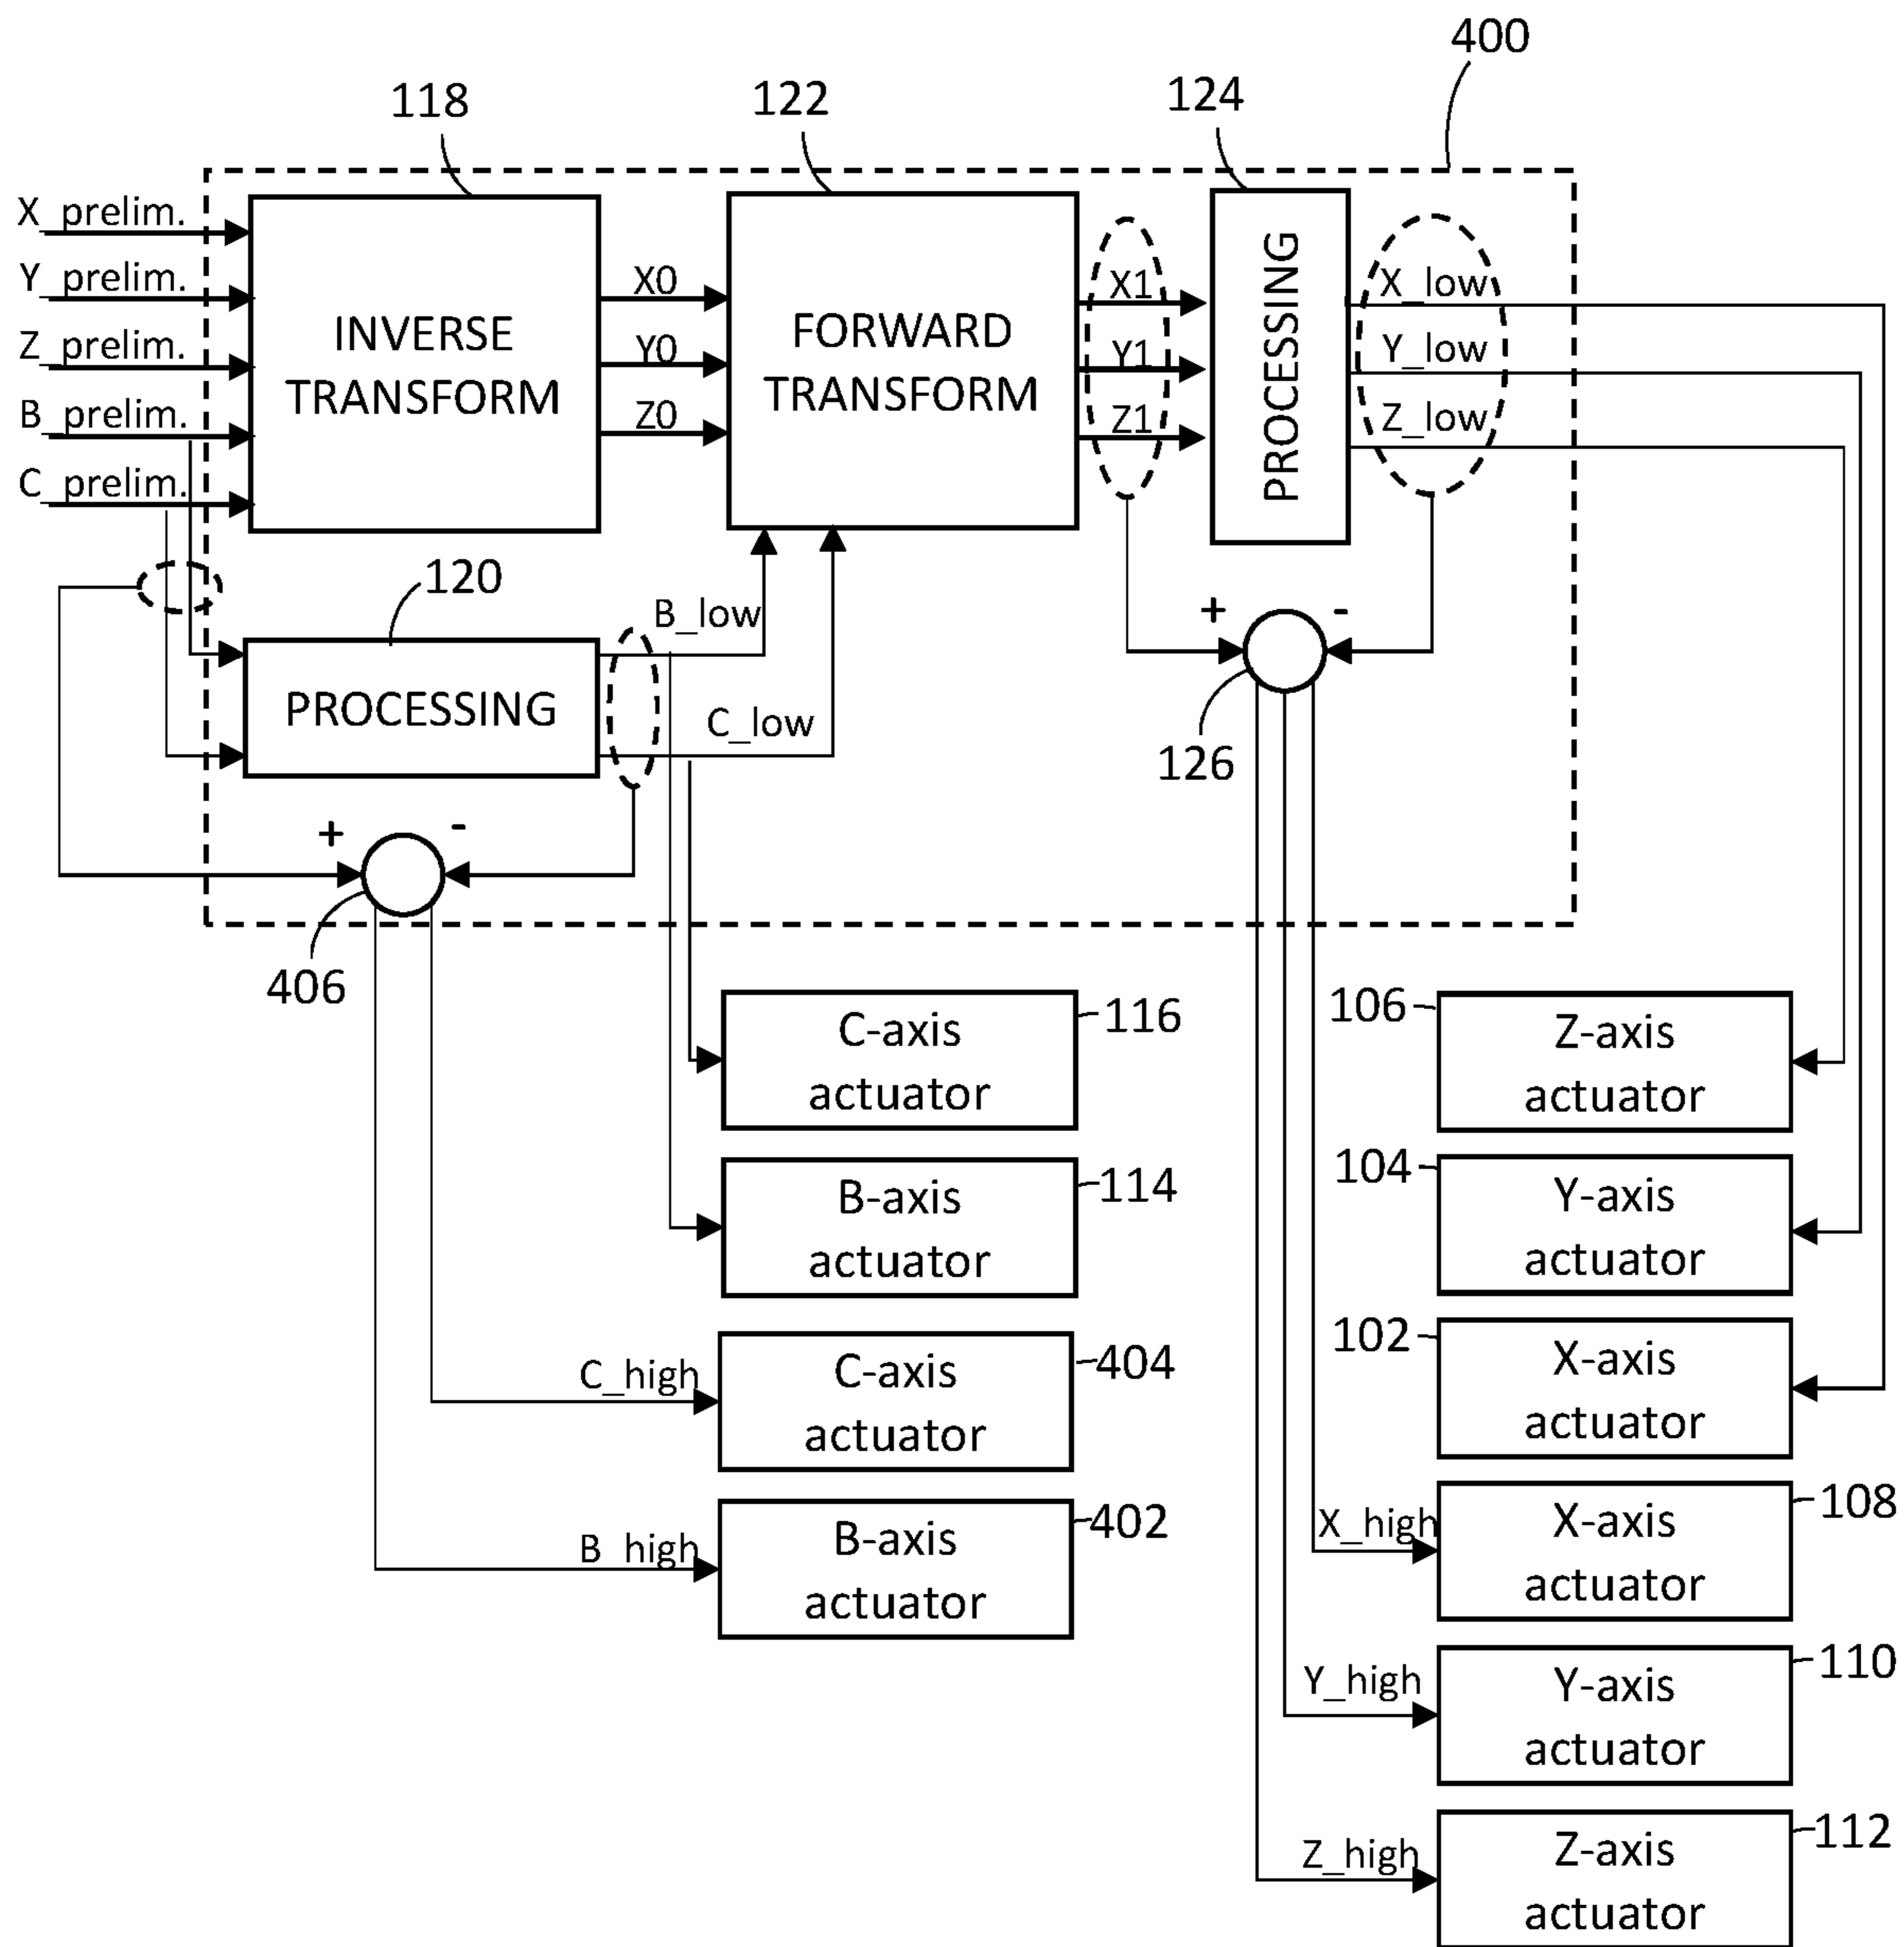 400
118
122
124
X_prelim.
Y_prelim.
Z_prelim.
B_prelim.
C_prelim.
INVERSE
TRANSFORM
X0
Y0
Z0
FORWARD
TRANSFORM
X1
Y1
Z1
PROCESSING
X_low
Y_low
Z_low
120
PROCESSING
B_low
C_low
+
-
126
+
-
406
C-axis
actuator
116
B-axis
actuator
114
C_high
C-axis
actuator
404
B_high
B-axis
actuator
402
106
Z-axis
actuator
104
Y-axis
actuator
102
X-axis
actuator
X_high
X-axis
actuator
108
Y_high
Y-axis
actuator
110
Z_high
Z-axis
actuator
112